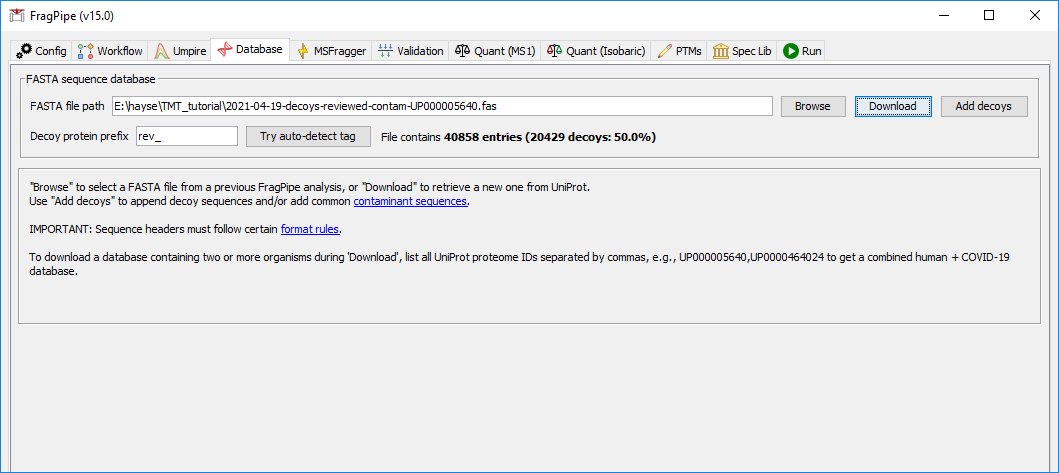 FragPipe (v15.0)
Config Workflow Umpire Database MSFragger Validation Quant (MS1) Quant (Isobaric) PTMs Spec Lib Run
FASTA sequence database
FASTA file path E:\hayse\TMT_tutorial\2021-04-19-decoys-reviewed-contam-UP000005640.fas Browse Download Add decoys
Decoy protein prefix rev_ Try auto-detect tag File contains 40858 entries (20429 decoys: 50.0%)
"Browse" to select a FASTA file from a previous FragPipe analysis, or "Download" to retrieve a new one from UniProt.
Use "Add decoys" to append decoy sequences and/or add common contaminant sequences.
IMPORTANT: Sequence headers must follow certain format rules.
To download a database containing two or more organisms during 'Download', list all UniProt proteome IDs separated by commas, e.g., UP000005640,UP0000464024 to get a combined human + COVID-19
database.